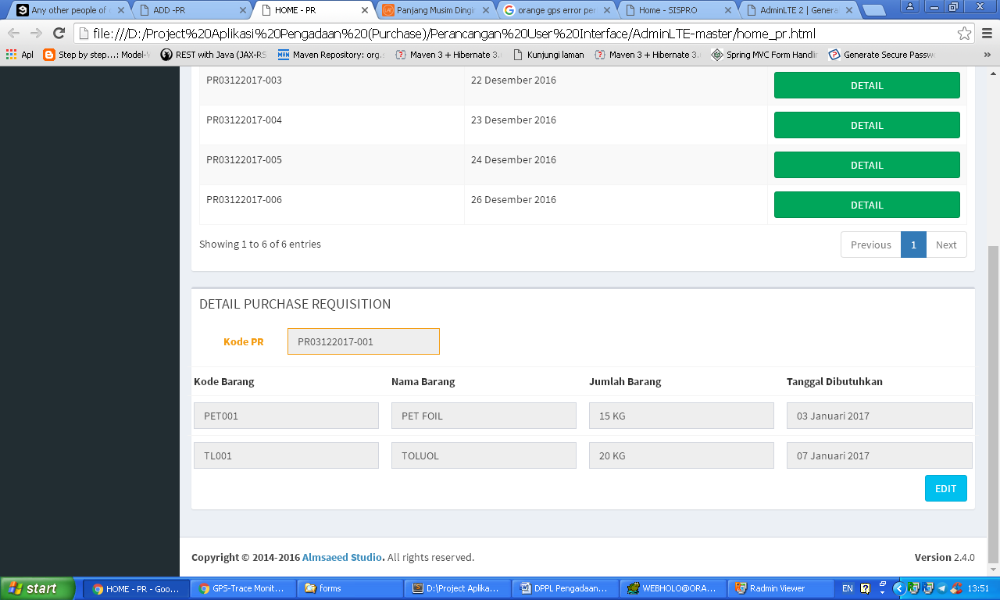 Any other people of
ADD -PR
HOME - PR
Panjang Musim Dingi
orange gps car
Home - SISPRO
AdminLTE 2 | Genera
file:///D:/Project%20Aplikasi%20Pengadaan%20(Purchase)/Perancangan%20User%20Interface/AdminLTE-master/home_pr.html
Apl
Step by step...: Model-
REST with Java (JAX-RS
Maven Repository: org.
Maven 3 + Hibernate 3.
Kunjungi laman
Maven 3 + Hibernate 3.
Spring MVC Form Handlin
Generate Secure Passw
»
PR03122017-003 22 Desember 2016 DETAIL
PR03122017-004 23 Desember 2016 DETAIL
PR03122017-005 24 Desember 2016 DETAIL
PR03122017-006 26 Desember 2016 DETAIL
Showing 1 to 6 of 6 entries Previous 1 Next
DETAIL PURCHASE REQUISITION
Kode PR PR03122017-001
Kode Barang Nama Barang Jumlah Barang Tanggal Dibutuhkan
PET001 PET FOIL 15 KG 03 Januari 2017
TL001 TOLUOL 20 KG 07 Januari 2017
EDIT
Copyright © 2014-2016 Almsaeed Studio. All rights reserved. Version 2.4.0
start
HOME - PR - Goo...
GPS-Trace Monit...
forms
D:\Project Aplika...
DPPL Pengadaan...
WEBHOLO@ORA...
Radmin Viewer
EN
13:51